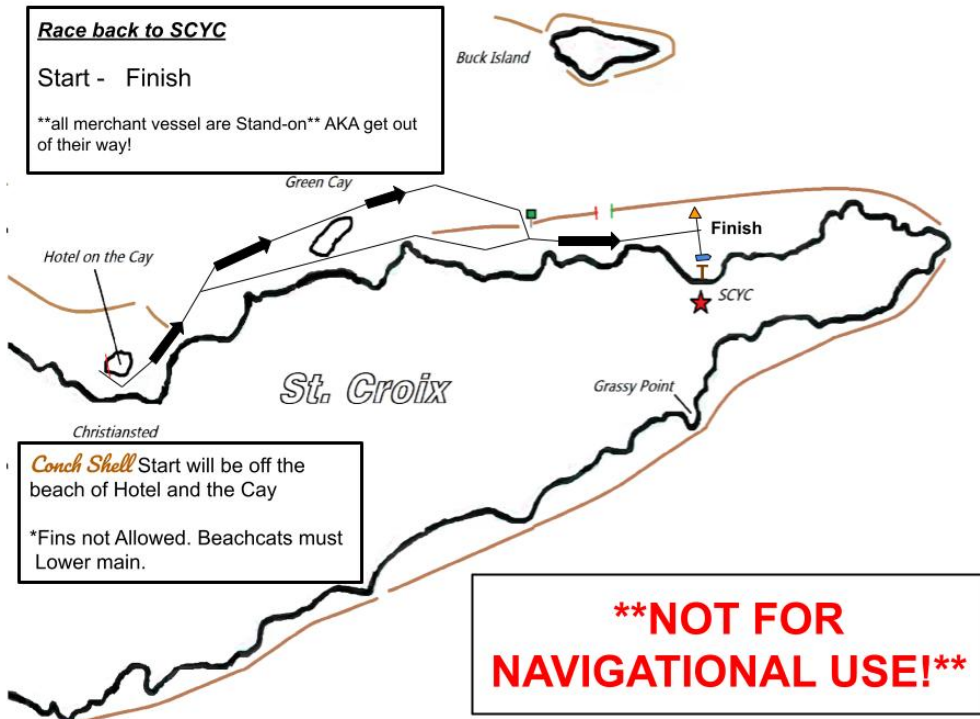 Race back to SCYC
Start -   Finish
**all merchant vessel are Stand-on** AKA get out
of their way!
Buck Island
Green Cay
Hotel on the Cay
Finish
SCYC
St. Croix
Grassy Point
Christiansted
Conch Shell Start will be off the
beach of Hotel and the Cay
*Fins not Allowed. Beachcats must
Lower main.
**NOT FOR
NAVIGATIONAL USE!**